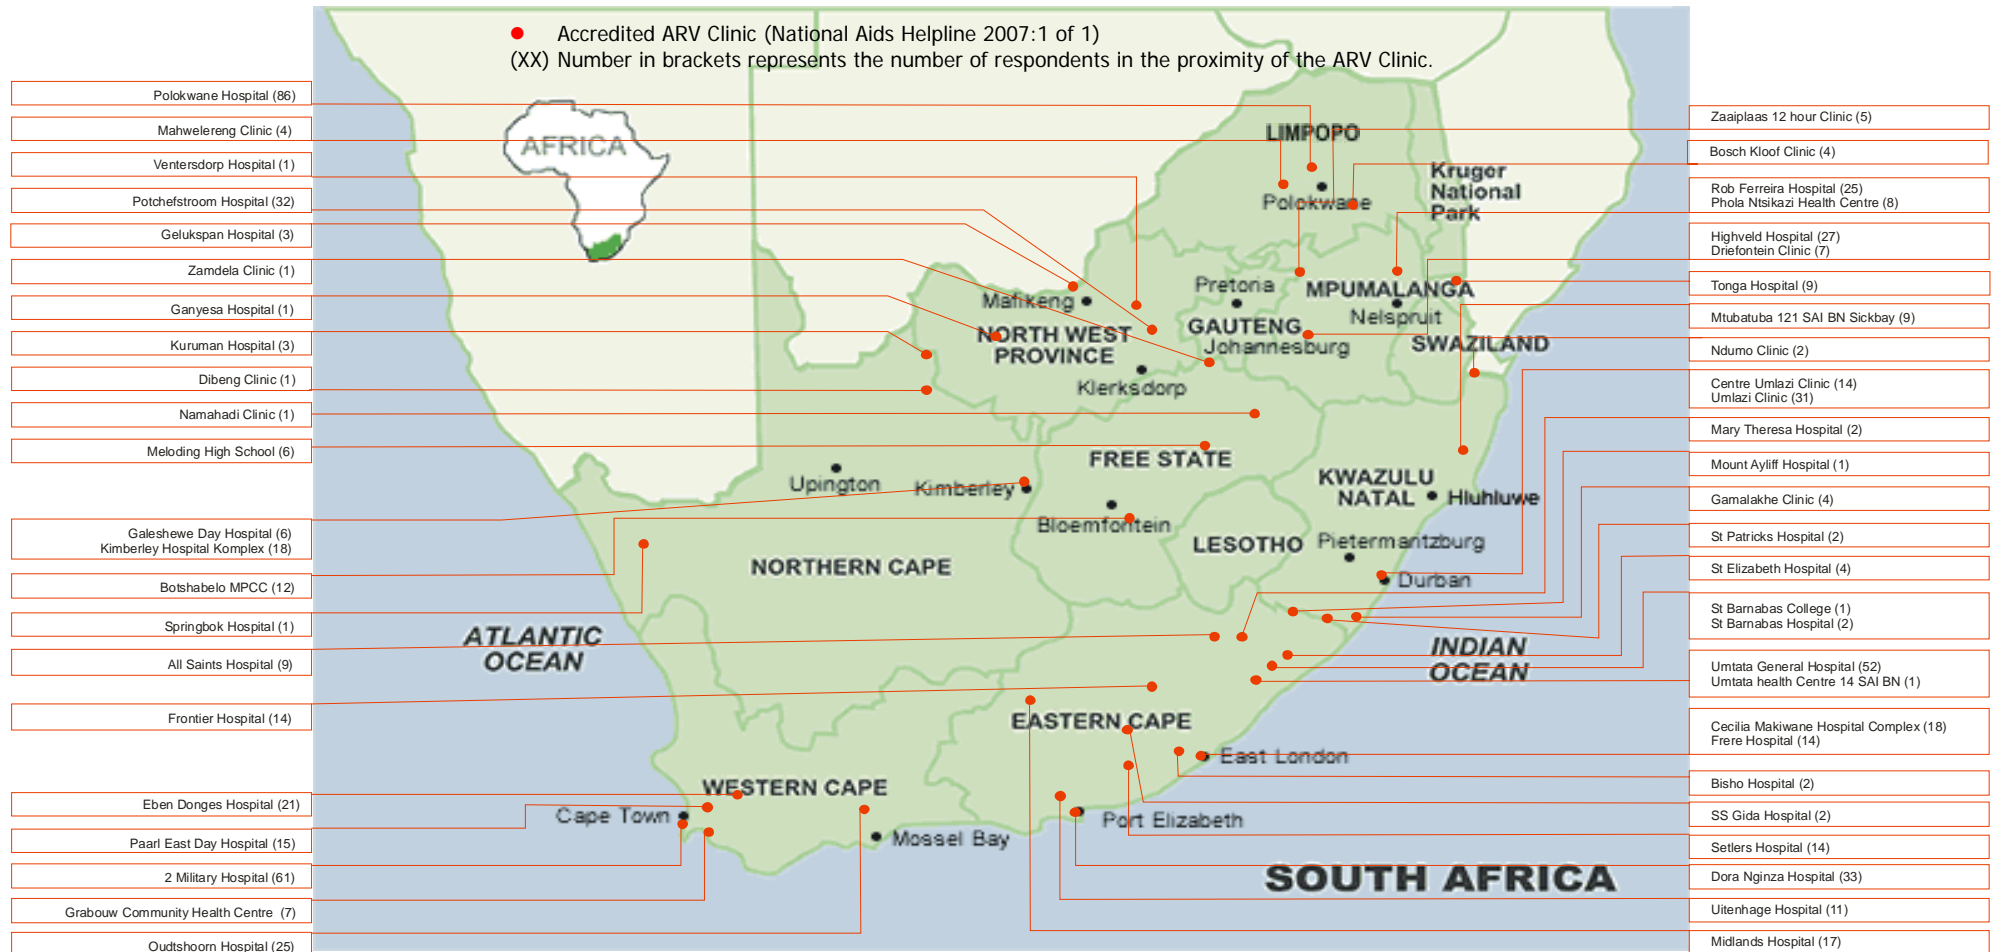 Accredited ARV Clinic (National Aids Helpline 2007:1 of 1)
(XX) Number in brackets represents the number of respondents in the proximity of the ARV Clinic.
Polokwane Hospital (86)
Mahwelereng Clinic (4)
Ventersdorp Hospital (1)
Potchefstroom Hospital (32)
Gelukspan Hospital (3)
Zamdela Clinic (1)
Ganyesa Hospital (1)
Kuruman Hospital (3)
Dibeng Clinic (1)
Namahadi Clinic (1)
Meloding High School (6)
Galeshewe Day Hospital (6)
Kimberley Hospital Komplex (18)
Botshabelo MPCC (12)
Springbok Hospital (1)
All Saints Hospital (9)
Frontier Hospital (14)
Eben Donges Hospital (21)
Paarl East Day Hospital (15)
2 Military Hospital (61)
Grabouw Community Health Centre (7)
Oudtshoorn Hospital (25)
AFRICA
LIMPOPO
Polokwane
Kruger
National
Park
Pretoria
MPUMALANGA
Nelspruit
Mafikeng
NORTH WEST
PROVINCE
GAUTENG
Johannesburg
SWAZILAND
Klerksdorp
FREE STATE
Upington
Kimberley
KWAZULU
NATAL
Hluhluwe
Bloemfontein
LESOTHO
Pietermantzburg
NORTHERN CAPE
Durban
ATLANTIC
OCEAN
INDIAN
OCEAN
EASTERN CAPE
East London
WESTERN CAPE
Cape Town
Port Elizabeth
Mossel Bay
SOUTH AFRICA
Zaaiplaas 12 hour Clinic (5)
Bosch Kloof Clinic (4)
Rob Ferreira Hospital (25)
Phola Ntsikazi Health Centre (8)
Highveld Hospital (27)
Driefontein Clinic (7)
Tonga Hospital (9)
Mtubatuba 121 SAI BN Sickbay (9)
Ndumo Clinic (2)
Centre Umlazi Clinic (14)
Umlazi Clinic (31)
Mary Theresa Hospital (2)
Mount Ayliff Hospital (1)
Gamalakhe Clinic (4)
St Patricks Hospital (2)
St Elizabeth Hospital (4)
St Barnabas College (1)
St Barnabas Hospital (2)
Umtata General Hospital (52)
Umtata health Centre 14 SAI BN (1)
Cecilia Makiwane Hospital Complex (18)
Frere Hospital (14)
Bisho Hospital (2)
SS Gida Hospital (2)
Setlers Hospital (14)
Dora Nginza Hospital (33)
Uitenhage Hospital (11)
Midlands Hospital (17)